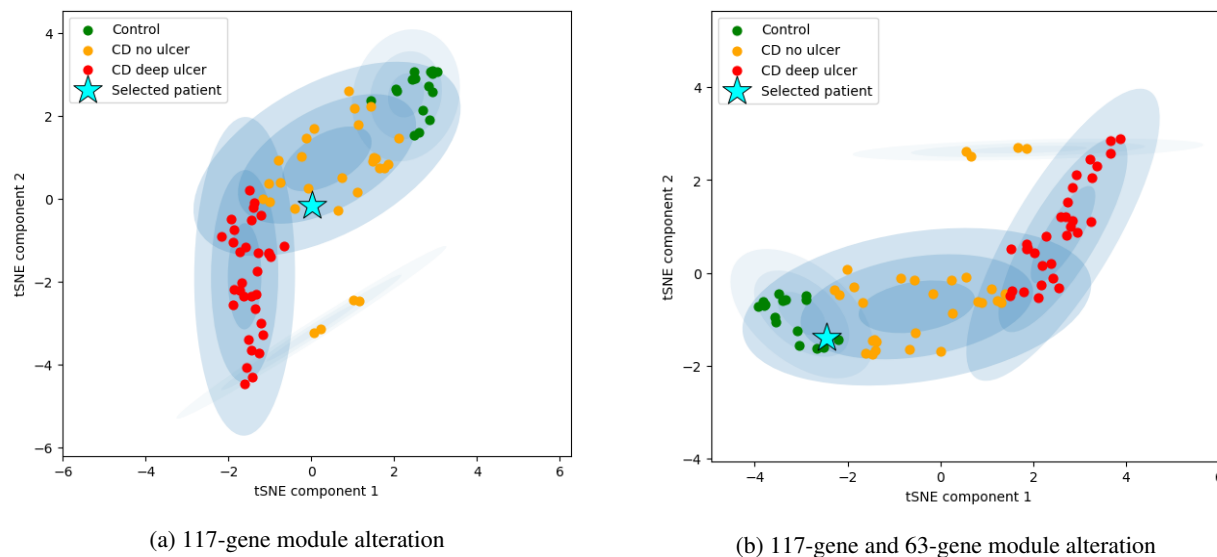 Control
CD no ulcer
CD deep ulcer
Selected patient
4
2
0
−2
−4
−6
tSNE component 2
−6 −4 −2 0 2 4 6
tSNE component 1
(a) 117-gene module alteration
Control
CD no ulcer
CD deep ulcer
Selected patient
4
2
0
−2
−4
tSNE component 2
−4 −2 0 2 4 6
tSNE component 1
(b) 117-gene and 63-gene module alteration